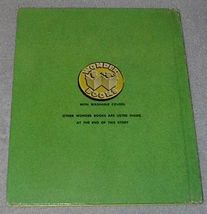 WONDER
BOOKS
WITH WASHABLE COVERS
OTHER WONDER BOOKS ARE LISTED INSIDE
AT THE END OF THIS STORY